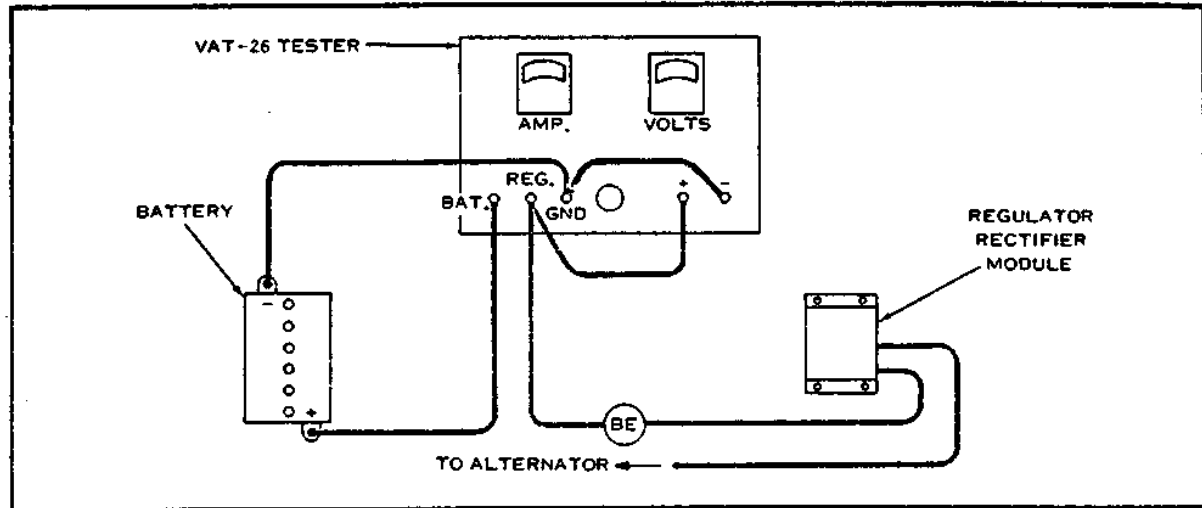 VAT-26 TESTER
AMP.
VOLTS
BAT.
REG.
GND
+
-
BATTERY
-
+
REGULATOR
RECTIFIER
MODULE
BE
TO ALTERNATOR